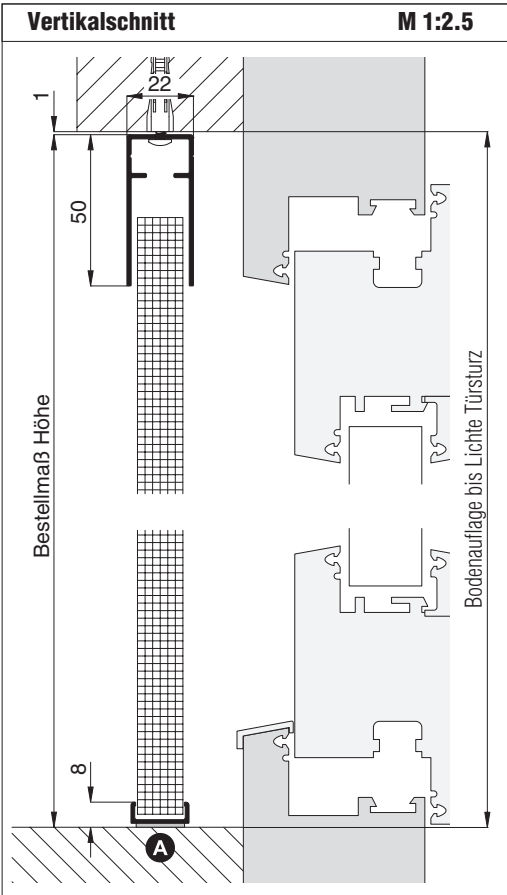 Vertikalschnitt M 1:2.5
1
22
50
Bestellmaß Höhe
Bodenauflage bis Lichte Türsturz
8
A